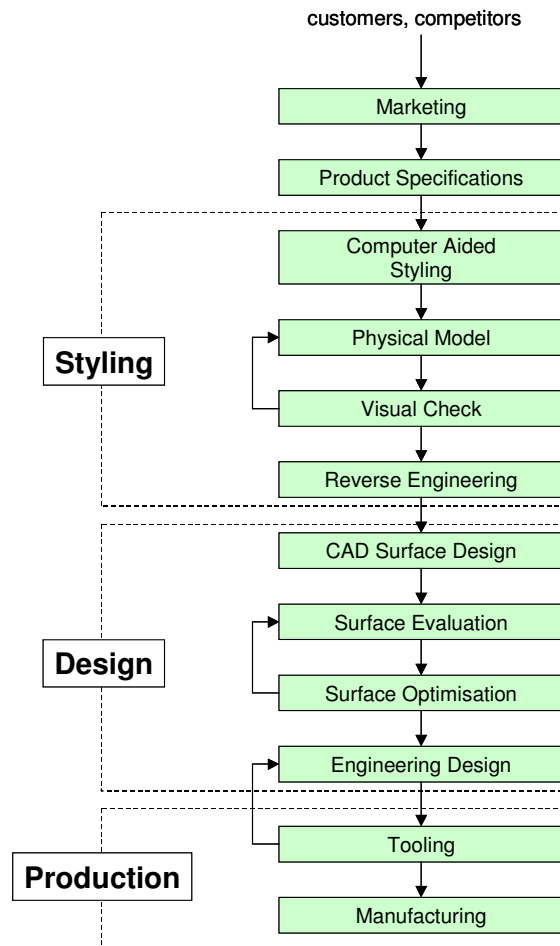 customers, competitors
Marketing
Product Specifications
Computer Aided
Styling
Physical Model
Styling
Visual Check
Reverse Engineering
CAD Surface Design
Surface Evaluation
Design
Surface Optimisation
Engineering Design
Tooling
Production
Manufacturing